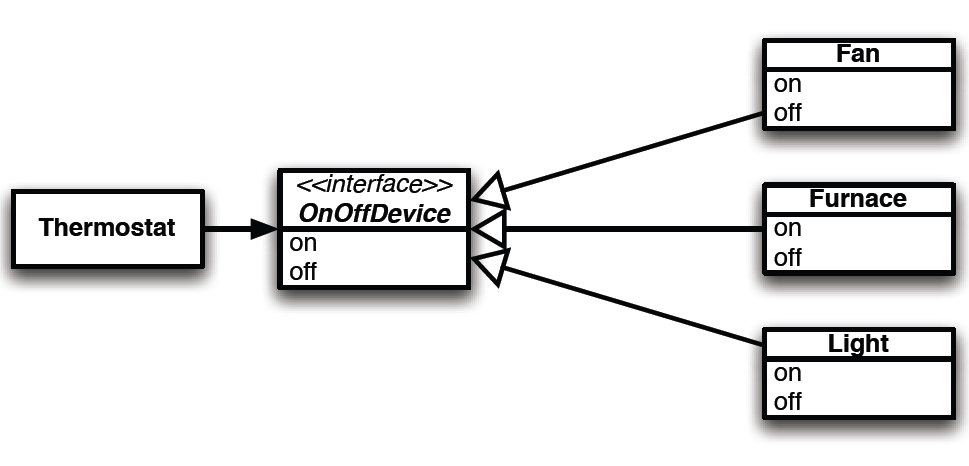 Thermostat
<<interface>>
OnOffDevice
on
off
Fan
on
off
Furnace
on
off
Light
on
off